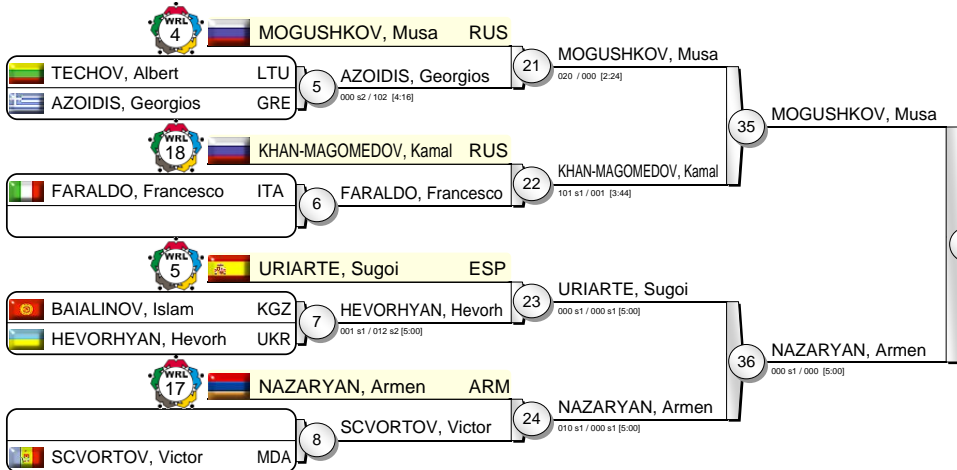 WRL
4
MOGUSHKOV, Musa RUS
TECHOV, Albert LTU
AZOIDIS, Georgios GRE
5
AZOIDIS, Georgios
000 s2 / 102 [4:16]
21
MOGUSHKOV, Musa
020 / 000 [2:24]
35
MOGUSHKOV, Musa
WRL
18
KHAN-MAGOMEDOV, Kamal RUS
FARALDO, Francesco ITA
6
FARALDO, Francesco
22
KHAN-MAGOMEDOV, Kamal
101 s1 / 001 [3:44]
WRL
5
URIARTE, Sugoi ESP
BAIALINOV, Islam KGZ
HEVORHYAN, Hevorh UKR
7
HEVORHYAN, Hevorh
001 s1 / 012 s2 [5:00]
23
URIARTE, Sugoi
000 s1 / 000 s1 [5:00]
36
NAZARYAN, Armen
000 s1 / 000 [5:00]
WRL
17
NAZARYAN, Armen ARM
SCVORTOV, Victor MDA
8
SCVORTOV, Victor
24
NAZARYAN, Armen
010 s1 / 000 s1 [5:00]